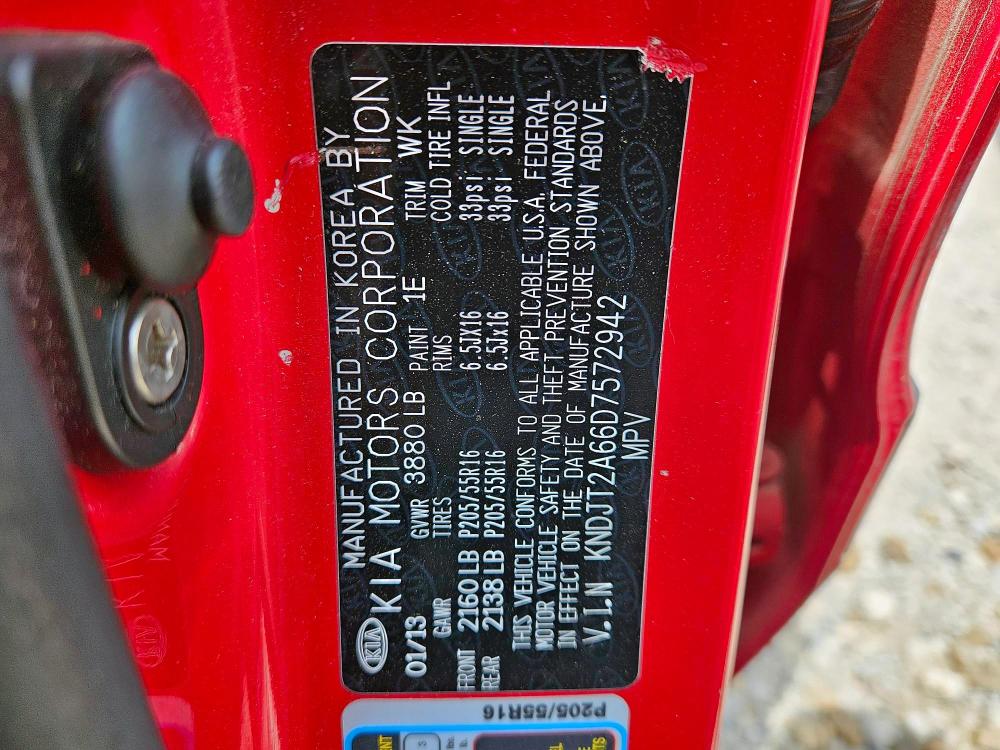 MANUFACTURED IN KOREA BY
KIA KIA MOTORS CORPORATION
01/13 GVWR 3880 LB PAINT 1E TRIM WK
GAWR TIRES RIMS COLD TIRE INFL
FRONT 2160 LB P205/55R16 6.5JX16 33psi SINGLE
REAR 2138 LB P205/55R16 6.5Jx16 33psi SINGLE
THIS VEHICLE CONFORMS TO ALL APPLICABLE U.S.A. FEDERAL
MOTOR VEHICLE SAFETY AND THEFT PREVENTION STANDARDS
IN EFFECT ON THE DATE OF MANUFACTURE SHOWN ABOVE.
V.I.N KNDJT2A66D7572942
MPV
P205/55R16